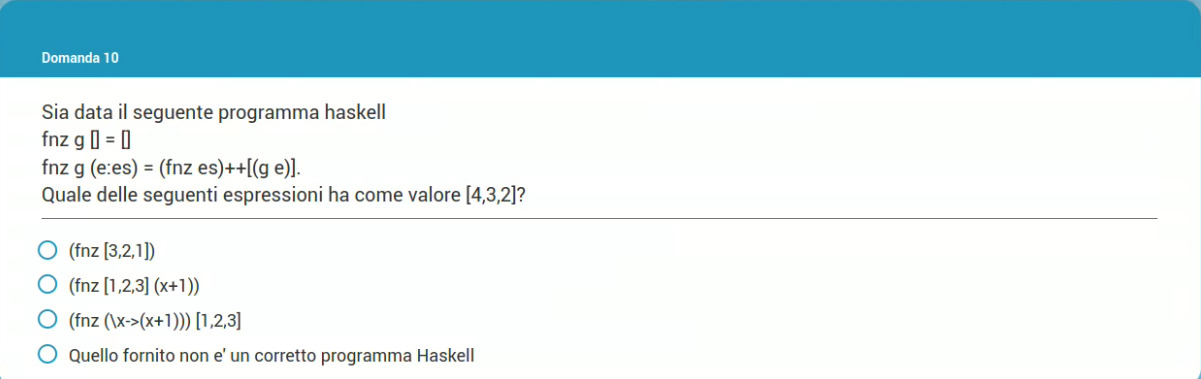 Domanda 10
Sia data il seguente programma haskell
fnz g [] = []
fnz g (e:es) = (fnz es)++[(g e)].
Quale delle seguenti espressioni ha come valore [4,3,2]?
(fnz [3,2,1])
(fnz [1,2,3] (x+1))
(fnz (\x->(x+1))) [1,2,3]
Quello fornito non e' un corretto programma Haskell